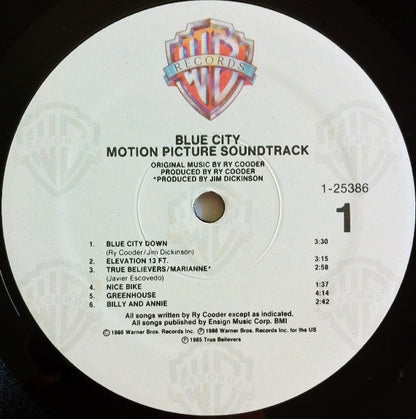 WB
RECORDS
BLUE CITY
MOTION PICTURE SOUNDTRACK
ORIGINAL MUSIC BY RY COODER
PRODUCED BY RY COODER
*PRODUCED BY JIM DICKINSON
1-25386
1
1. BLUE CITY DOWN 3:30
(Ry Cooder/Jim Dickinson)
2. ELEVATION 13 FT. 3:15
3. TRUE BELIEVERS/MARIANNE* 2:58
(Javier Escovedo)
4. NICE BIKE 1:37
5. GREENHOUSE 4:14
6. BILLY AND ANNIE 2:42
All songs written by Ry Cooder except as indicated.
All songs published by Ensign Music Corp. BMI
Ⓒ 1986 Warner Bros. Records Inc. Ⓟ 1986 Warner Bros. Records Inc. for the US
Ⓟ 1985 True Believers